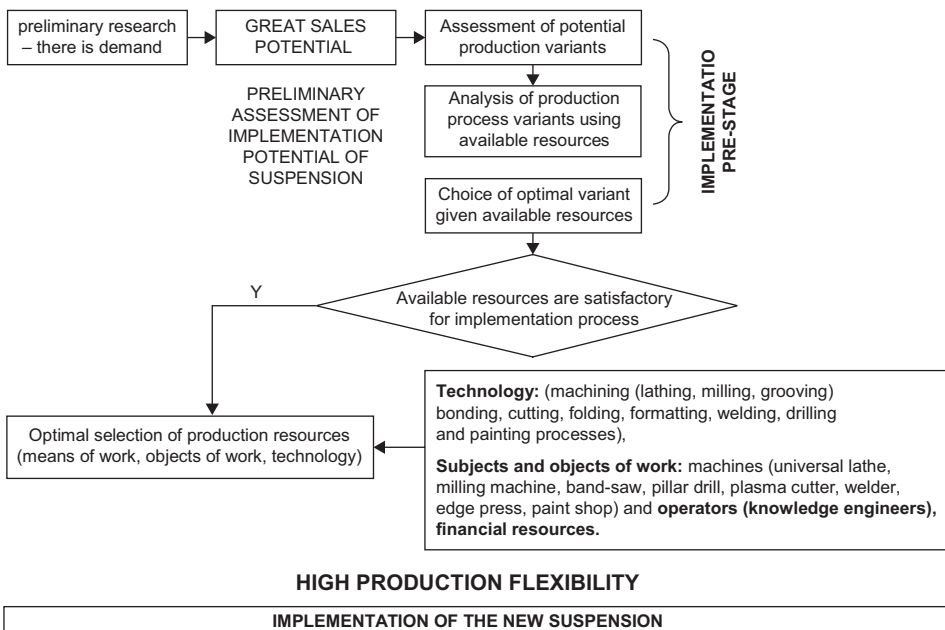 preliminary research
– there is demand
GREAT SALES
POTENTIAL
Assessment of potential
production variants
PRELIMINARY
ASSESSMENT OF
IMPLEMENTATION
POTENTIAL OF
SUSPENSION
Analysis of production
process variants using
available resources
Choice of optimal variant
given available resources
IMPLEMENTATIO
PRE-STAGE
Y
Available resources are satisfactory
for implementation process
Optimal selection of production resources
(means of work, objects of work, technology)
Technology: (machining (lathing, milling, grooving)
bonding, cutting, folding, formatting, welding, drilling
and painting processes),
Subjects and objects of work: machines (universal lathe,
milling machine, band-saw, pillar drill, plasma cutter, welder,
edge press, paint shop) and operators (knowledge engineers),
financial resources.
HIGH PRODUCTION FLEXIBILITY
IMPLEMENTATION OF THE NEW SUSPENSION